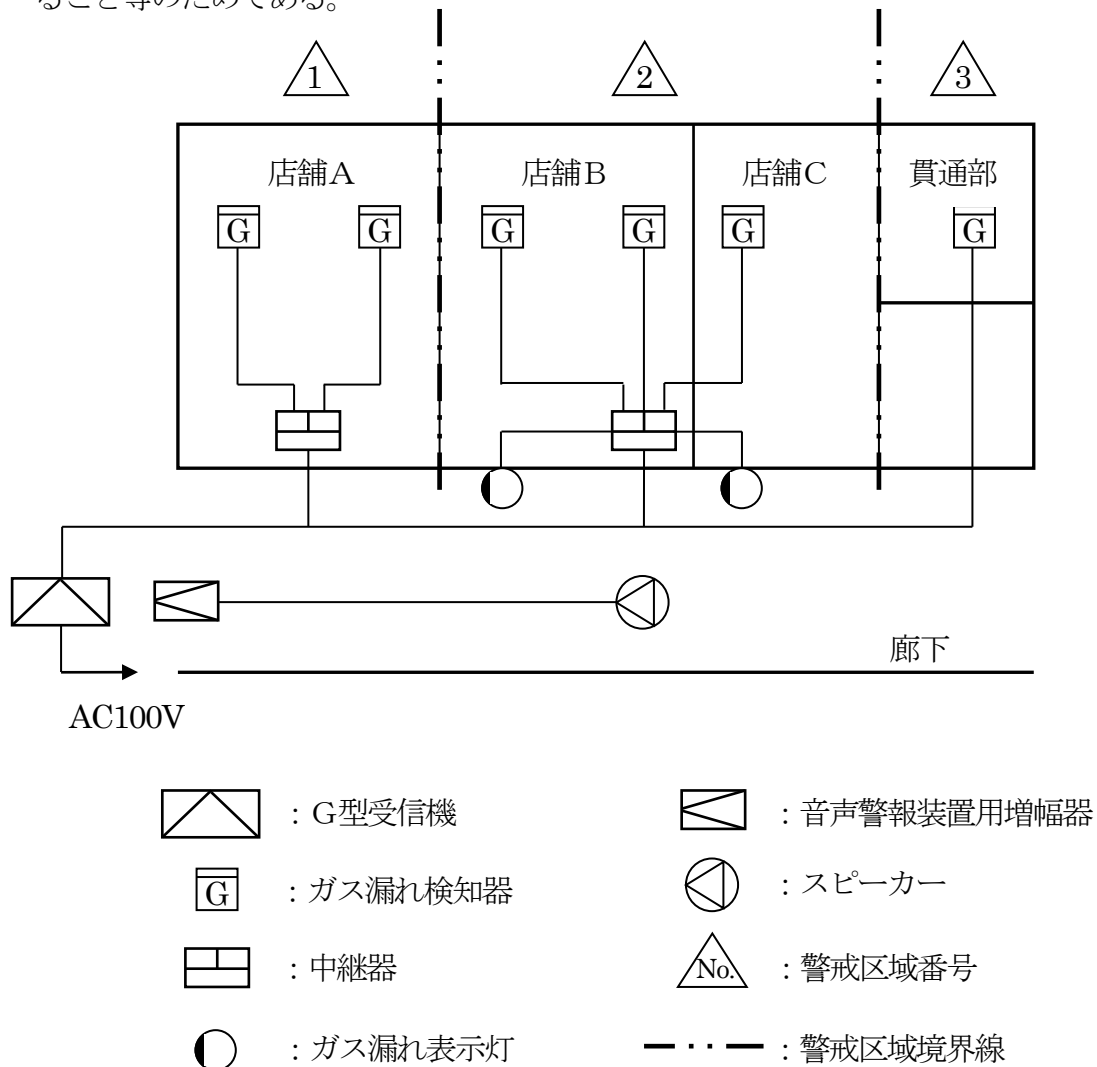 ること等のためである。
1
2
3
店舗A
店舗B
店舗C
貫通部
G
G
G
G
G
G
廊下
AC100V
：G型受信機
：音声警報装置用増幅器
G
：ガス漏れ検知器
：スピーカー
：中継器
No.
：警戒区域番号
：ガス漏れ表示灯
：警戒区域境界線